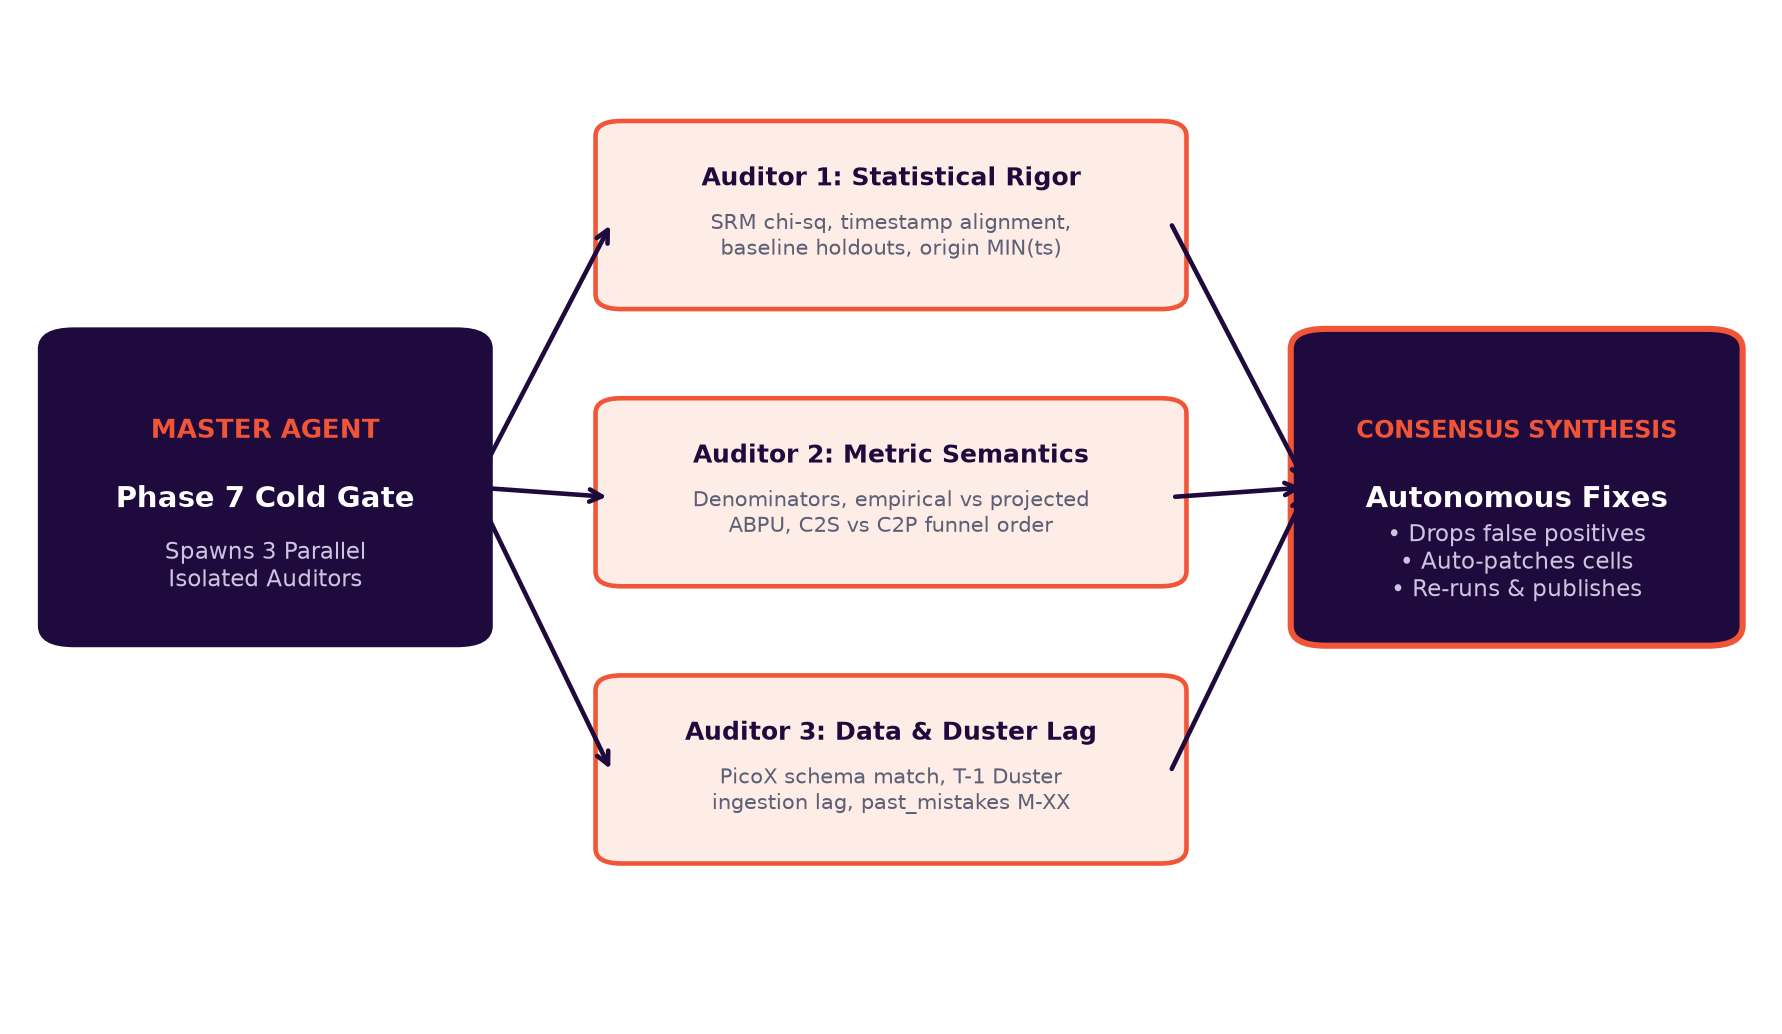 MASTER AGENT
Phase 7 Cold Gate
Spawns 3 Parallel
Isolated Auditors
Auditor 1: Statistical Rigor
SRM chi-sq, timestamp alignment,
baseline holdouts, origin MIN(ts)
Auditor 2: Metric Semantics
Denominators, empirical vs projected
ABPU, C2S vs C2P funnel order
Auditor 3: Data & Duster Lag
PicoX schema match, T-1 Duster
ingestion lag, past_mistakes M-XX
CONSENSUS SYNTHESIS
Autonomous Fixes
• Drops false positives
• Auto-patches cells
• Re-runs & publishes